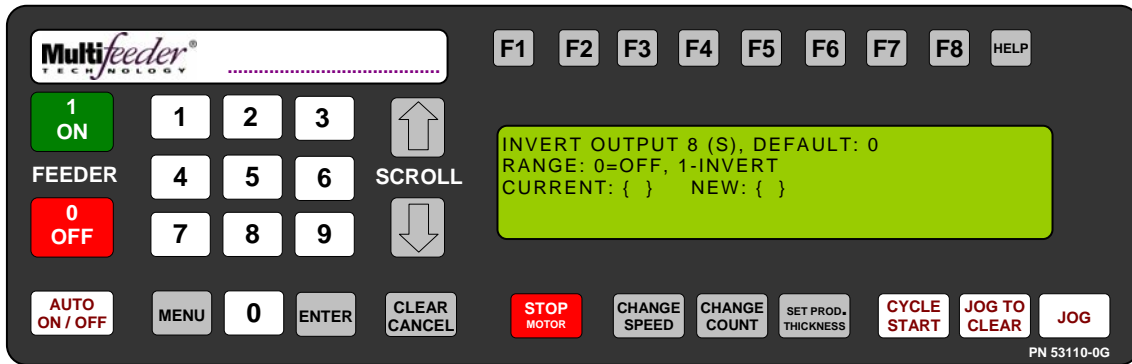 Multifeeder®
TECHNOLOGY
F1 F2 F3 F4 F5 F6 F7 F8 HELP
1
ON
FEEDER
0
OFF
1 2 3
4 5 6
7 8 9
SCROLL
INVERT OUTPUT 8 (S), DEFAULT: 0
RANGE: 0=OFF, 1-INVERT
CURRENT: { } NEW: { }
AUTO
ON / OFF
MENU
0
ENTER
CLEAR
CANCEL
STOP
MOTOR
CHANGE
SPEED
CHANGE
COUNT
SET PROD.
THICKNESS
CYCLE
START
JOG TO
CLEAR
JOG
PN 53110-0G